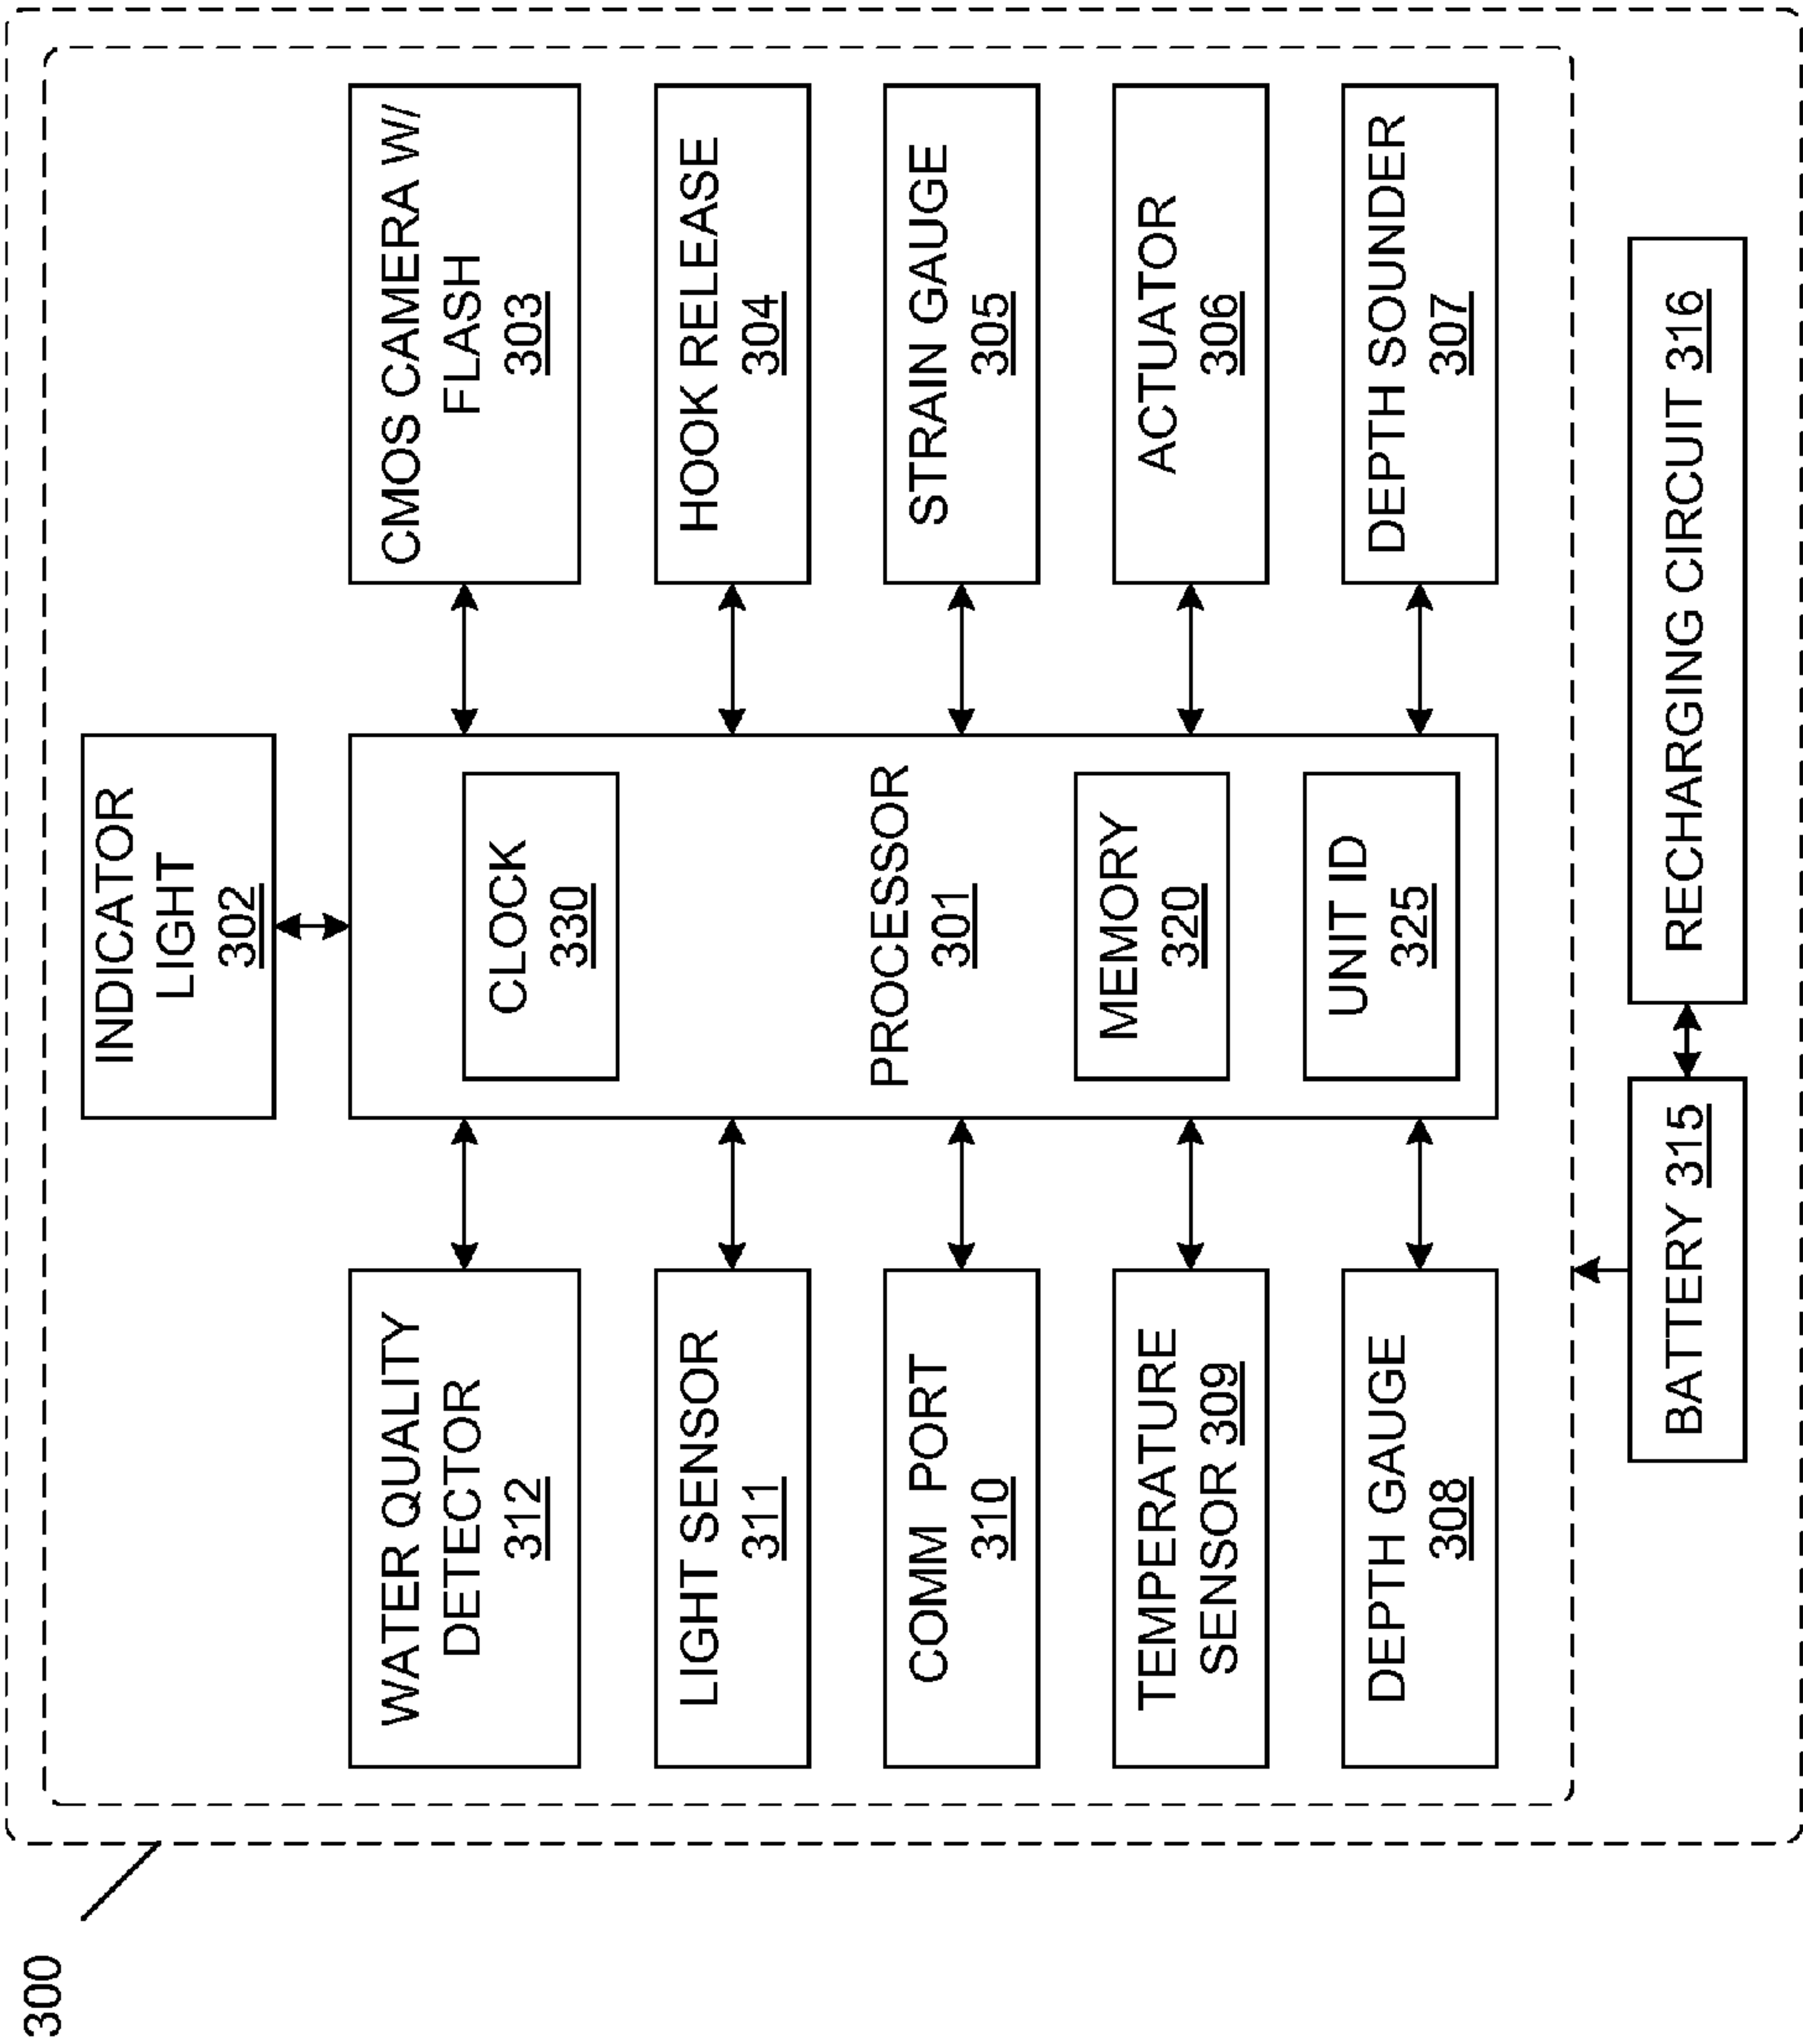 300
INDICATOR
LIGHT
302
WATER QUALITY
DETECTOR
312
LIGHT SENSOR
311
COMM PORT
310
TEMPERATURE
SENSOR 309
DEPTH GAUGE
308
CLOCK
330
PROCESSOR
301
MEMORY
320
UNIT ID
325
CMOS CAMERA W/
FLASH
303
HOOK RELEASE
304
STRAIN GAUGE
305
ACTUATOR
306
DEPTH SOUNDER
307
BATTERY 315
RECHARGING CIRCUIT 316